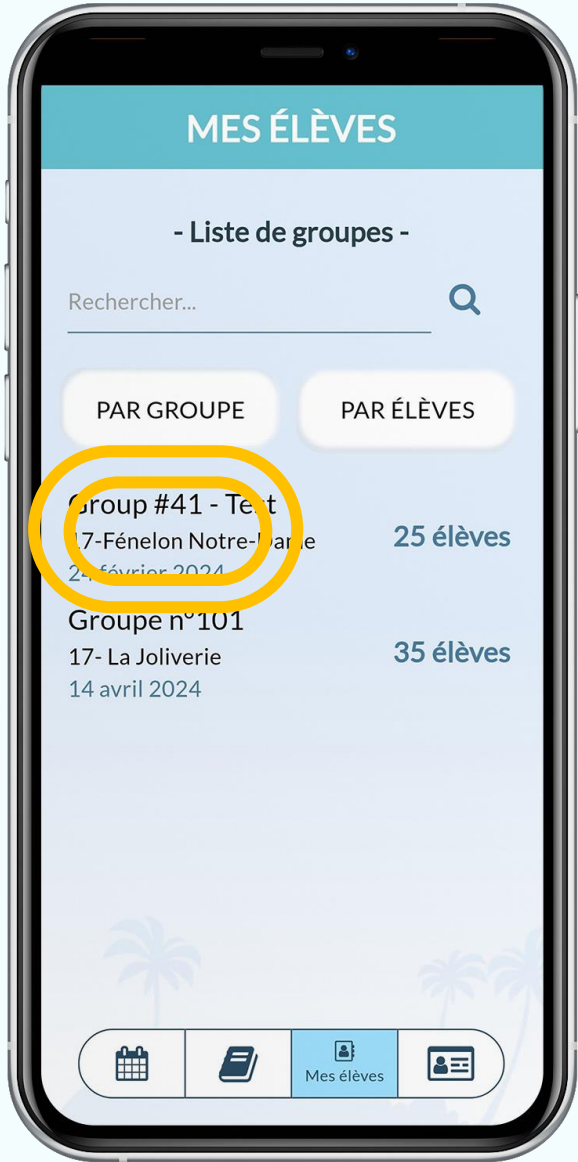 MES ÉLÈVES
- Liste de groupes -
Rechercher...
PAR GROUPE
PAR ÉLÈVES
Group #41 - Test
17-Fénelon Notre-Dame
24 février 2024
25 élèves
Groupe n°101
17- La Joliverie
14 avril 2024
35 élèves
Mes élèves